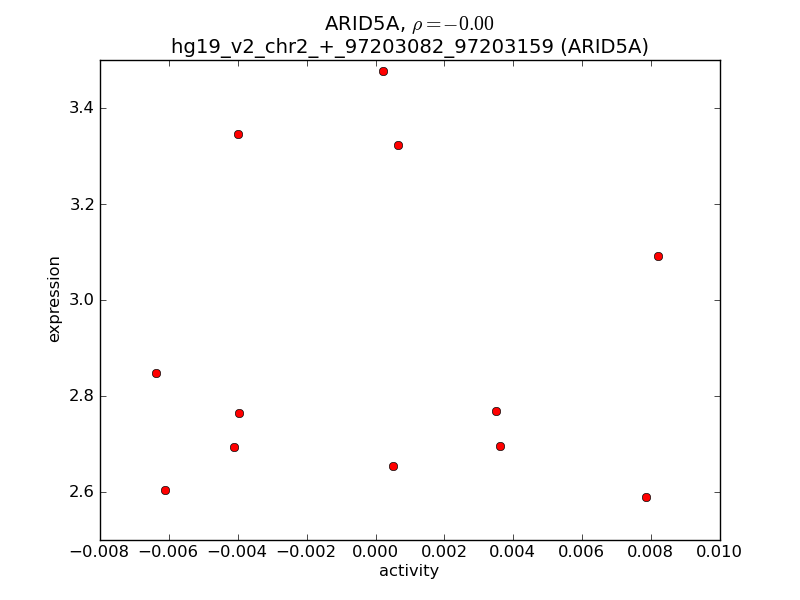 ARID5A, ρ = −0.00
hg19_v2_chr2_+_97203082_97203159 (ARID5A)
3.4
3.2
3.0
2.8
2.6
expression
−0.008 −0.006 −0.004 −0.002 0.000 0.002 0.004 0.006 0.008 0.010
activity